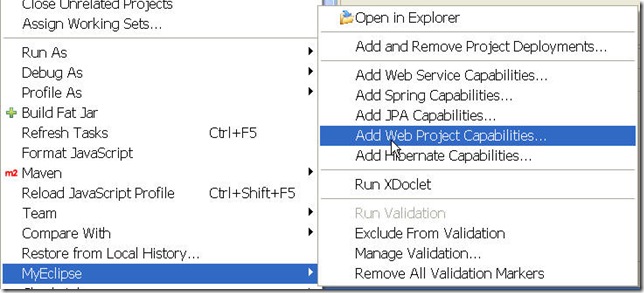 Close Unrelated Projects
Assign Working Sets...
Run As
Debug As
Profile As
Build Fat Jar
Refresh Tasks Ctrl+F5
Format JavaScript
m2 Maven
Reload JavaScript Profile Ctrl+Shift+F5
Team
Compare With
Restore from Local History...
MyEclipse
Open in Explorer
Add and Remove Project Deployments...
Add Web Service Capabilities...
Add Spring Capabilities...
Add JPA Capabilities...
Add Web Project Capabilities...
Add Hibernate Capabilities...
Run XDoclet
Run Validation
Exclude From Validation
Manage Validation...
Remove All Validation Markers